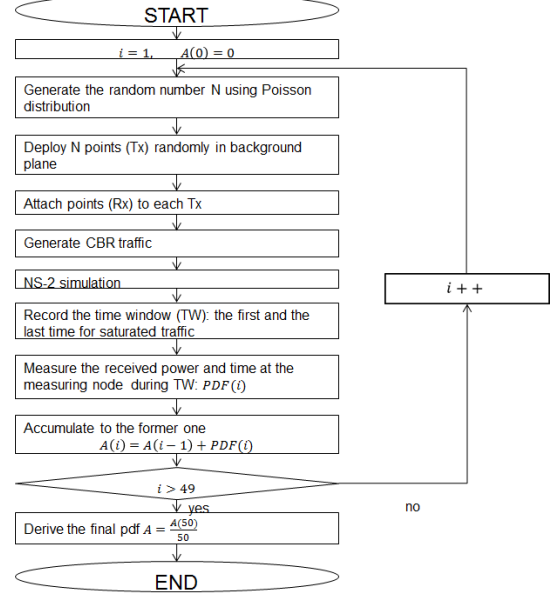 START
i = 1,   A(0) = 0
Generate the random number N using Poisson
distribution
Deploy N points (Tx) randomly in background
plane
Attach points (Rx) to each Tx
Generate CBR traffic
NS-2 simulation
Record the time window (TW): the first and the
last time for saturated traffic
Measure the received power and time at the
measuring node during TW: PDF(i)
Accumulate to the former one
A(i) = A(i − 1) + PDF(i)
i > 49
yes
no
i + +
Derive the final pdf A = A(50)/50
END